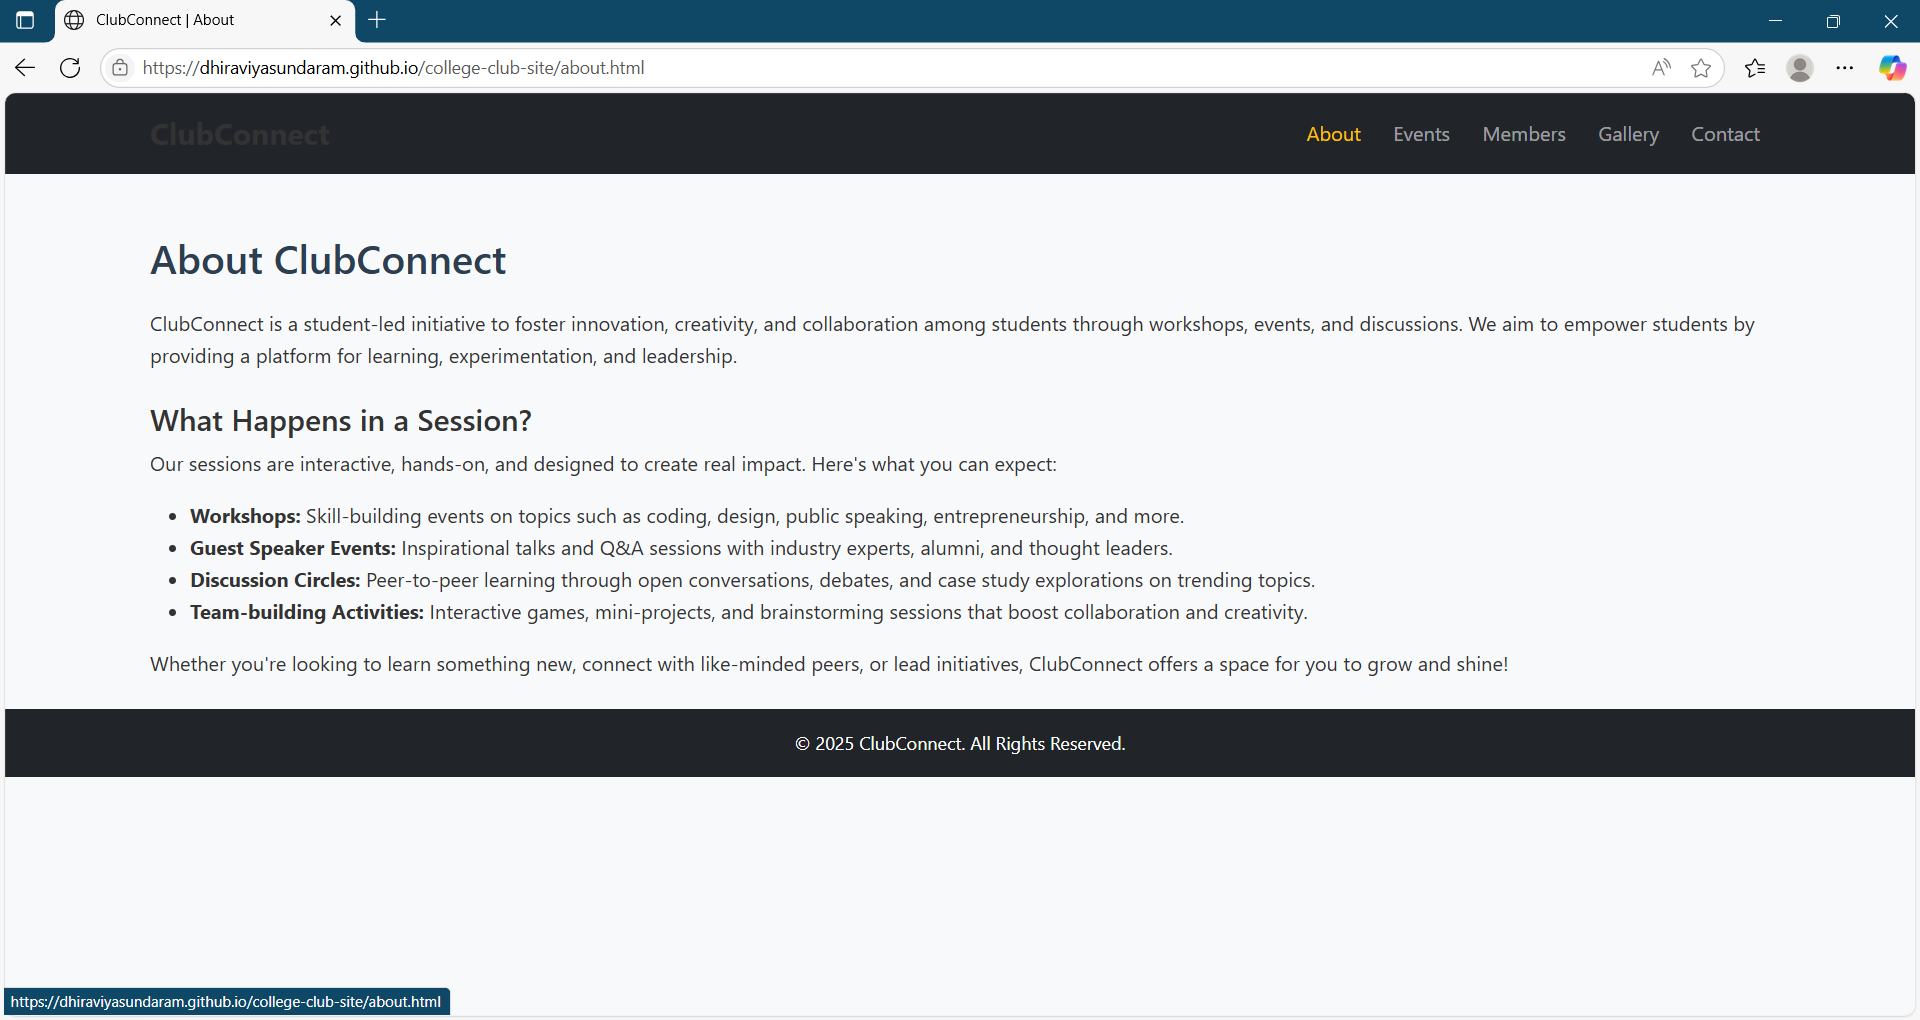 ClubConnect | About
https://dhiraviyasundaram.github.io/college-club-site/about.html
ClubConnect
About Events Members Gallery Contact
About ClubConnect
ClubConnect is a student-led initiative to foster innovation, creativity, and collaboration among students through workshops, events, and discussions. We aim to empower students by
providing a platform for learning, experimentation, and leadership.
What Happens in a Session?
Our sessions are interactive, hands-on, and designed to create real impact. Here's what you can expect:
• Workshops: Skill-building events on topics such as coding, design, public speaking, entrepreneurship, and more.
• Guest Speaker Events: Inspirational talks and Q&A sessions with industry experts, alumni, and thought leaders.
• Discussion Circles: Peer-to-peer learning through open conversations, debates, and case study explorations on trending topics.
• Team-building Activities: Interactive games, mini-projects, and brainstorming sessions that boost collaboration and creativity.
Whether you're looking to learn something new, connect with like-minded peers, or lead initiatives, ClubConnect offers a space for you to grow and shine!
© 2025 ClubConnect. All Rights Reserved.
https://dhiraviyasundaram.github.io/college-club-site/about.html